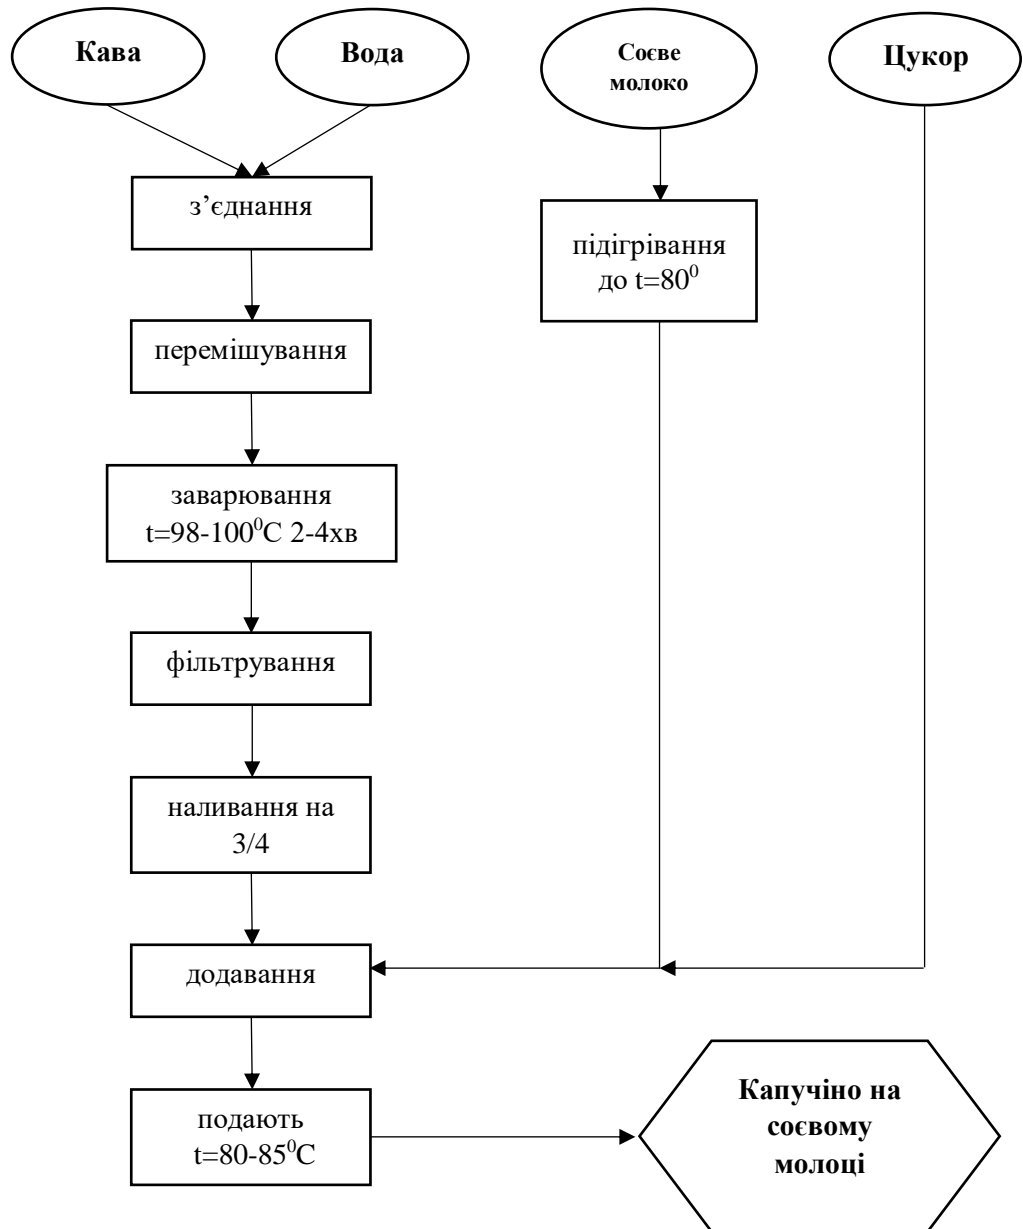 Кава
Вода
Соєве
молоко
Цукор
з’єднання
підігрівання
до t=80⁰
перемішування
заварювання
t=98-100⁰С 2-4хв
фільтрування
наливання на
3/4
додавання
подають
t=80-85⁰С
Капучіно на
соєвому
молоці